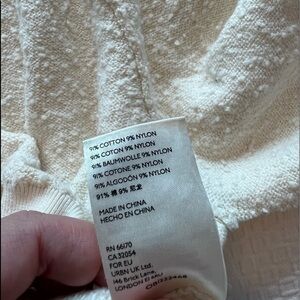 91% COTTON 9% NYLON
91% COTON 9% NYLON
91% BAUMWOLLE 9% NYLON
91% COTONE 9% NYLON
91% ALGODÓN 9% NYLON
91% 棉 9% 尼龙
MADE IN CHINA
HECHO EN CHINA
RN 66170
CA 32054
FOR EU
URBN UK Ltd.
146 Brick Lane,
LONDON E1 6RU